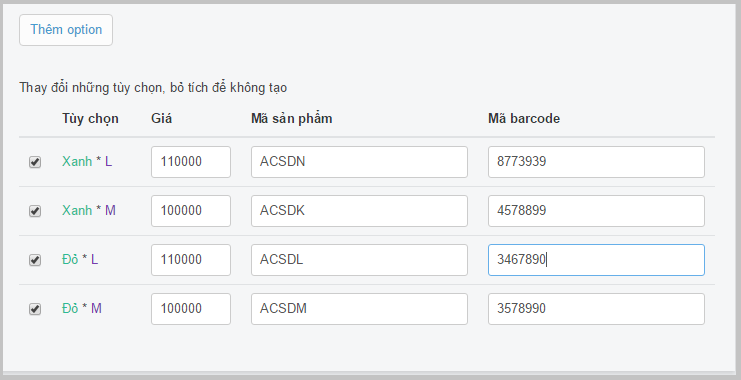 Thêm option
Thay đổi những tùy chọn, bỏ tích để không tạo
Tùy chọn Giá Mã sản phẩm Mã barcode
Xanh * L 110000 ACSDN 8773939
Xanh * M 100000 ACSDK 4578899
Đỏ * L 110000 ACSDL 3467890
Đỏ * M 100000 ACSDM 3578990